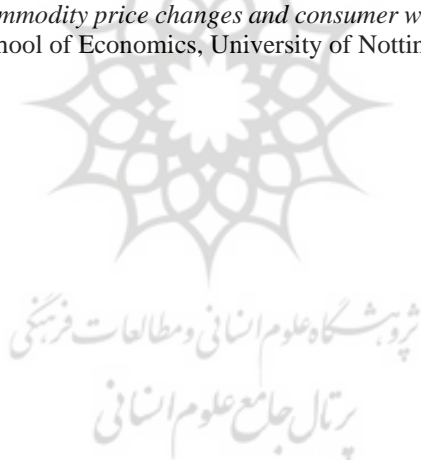 mmodity price changes and consumer w
hool of Economics, University of Notti
پژوهشگاه علوم انسانی و مطالعات فرهنگی
پرتال جامع علوم انسانی